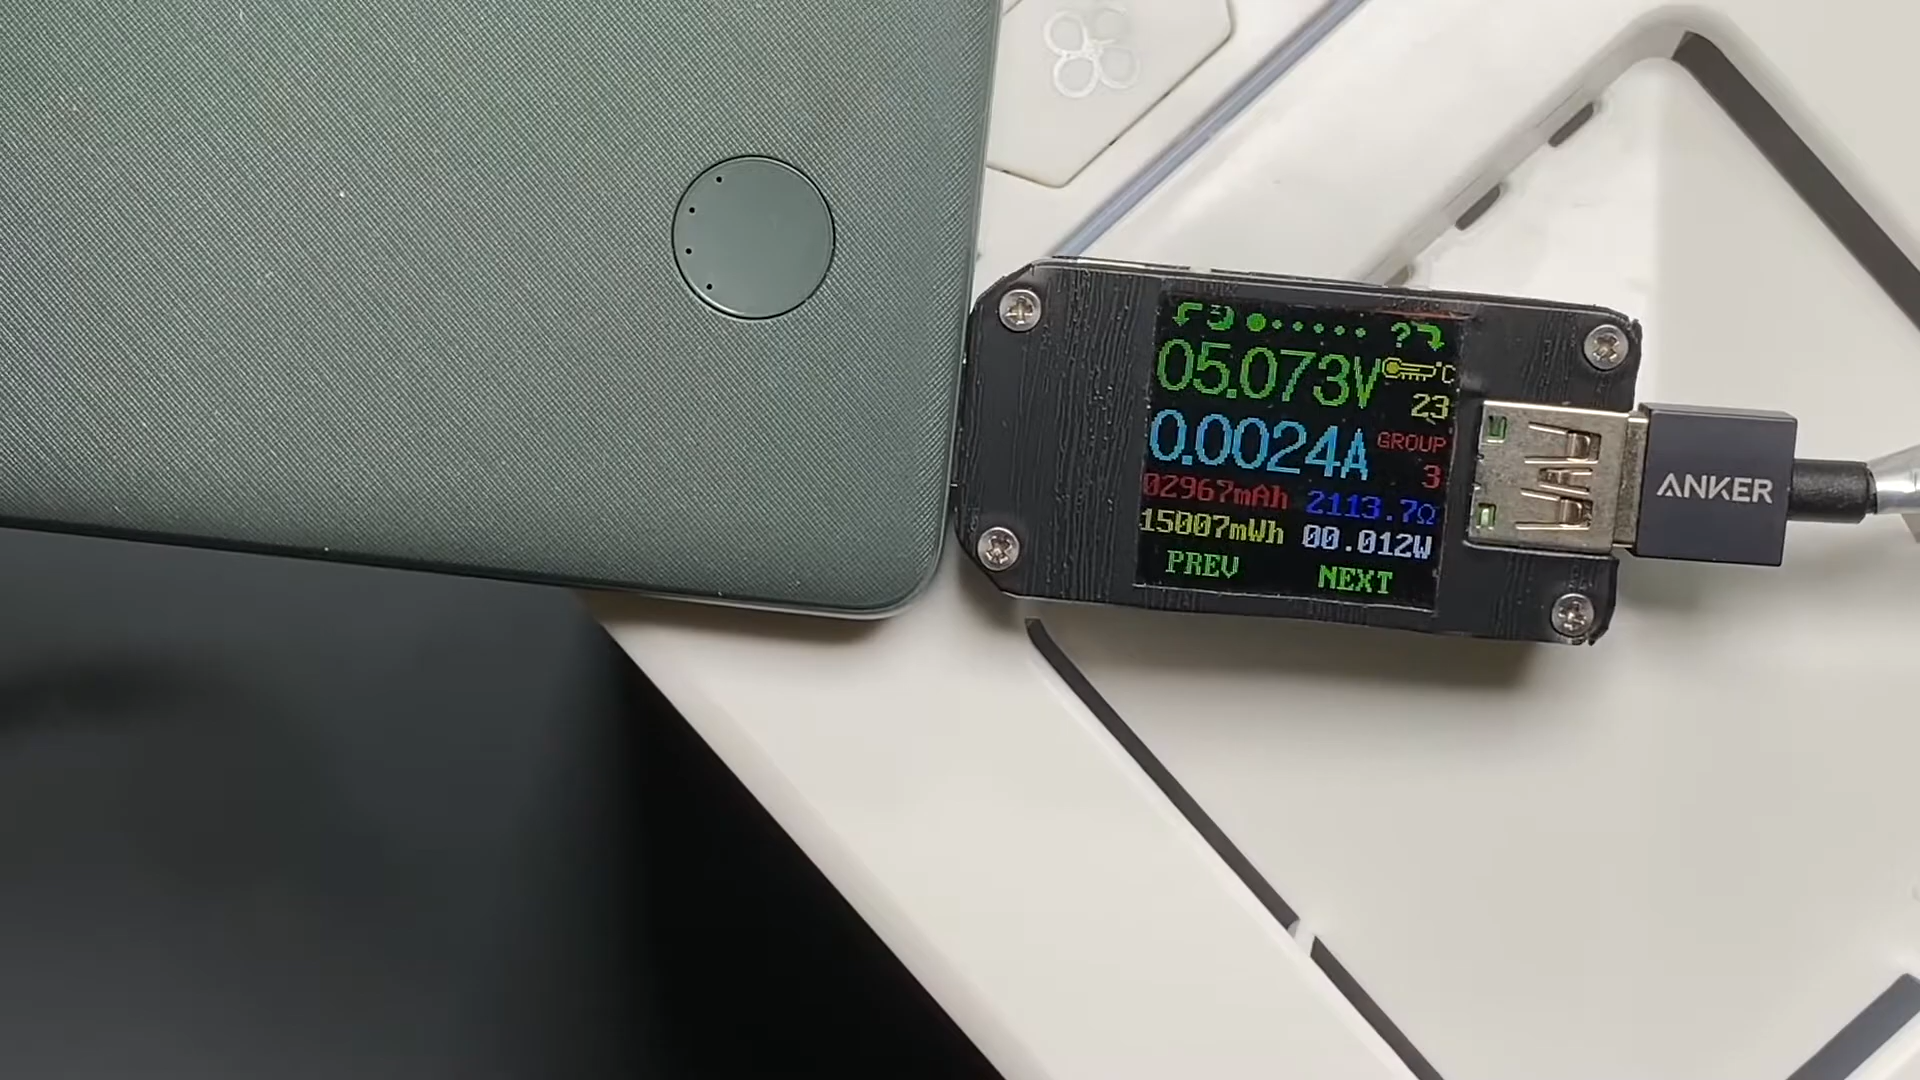 ?
05.073V °C
23
0.0024A GROUP
3
02967mAh 2113.7Ω
15007mWh 00.012W
PREV NEXT
ANKER